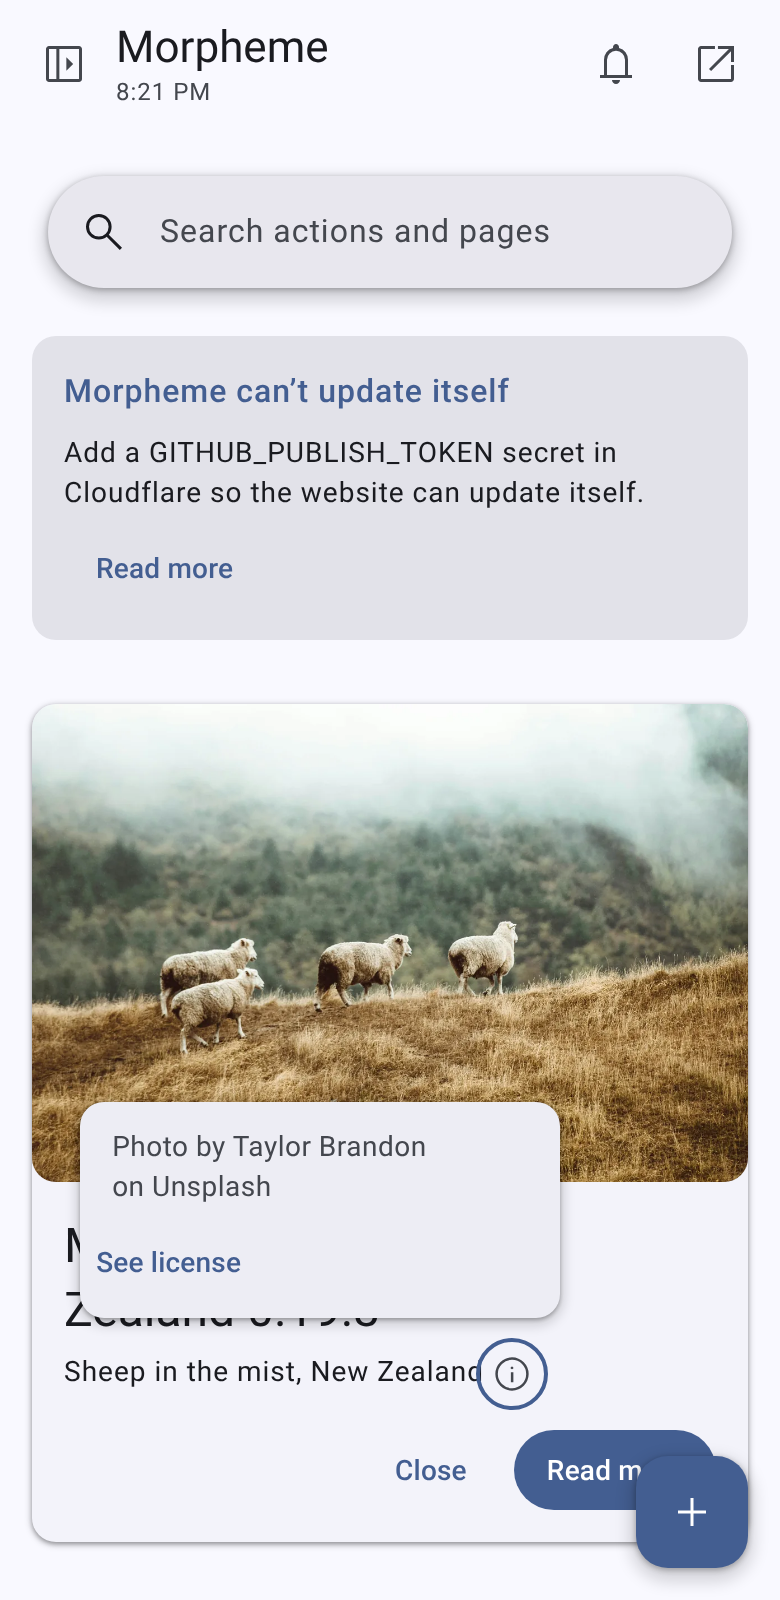 Morpheme
8:21 PM
Search actions and pages
Morpheme can’t update itself
Add a GITHUB_PUBLISH_TOKEN secret in
Cloudflare so the website can update itself.
Read more
Photo by Taylor Brandon
on Unsplash
See license
Sheep in the mist, New Zealand
Close
Read